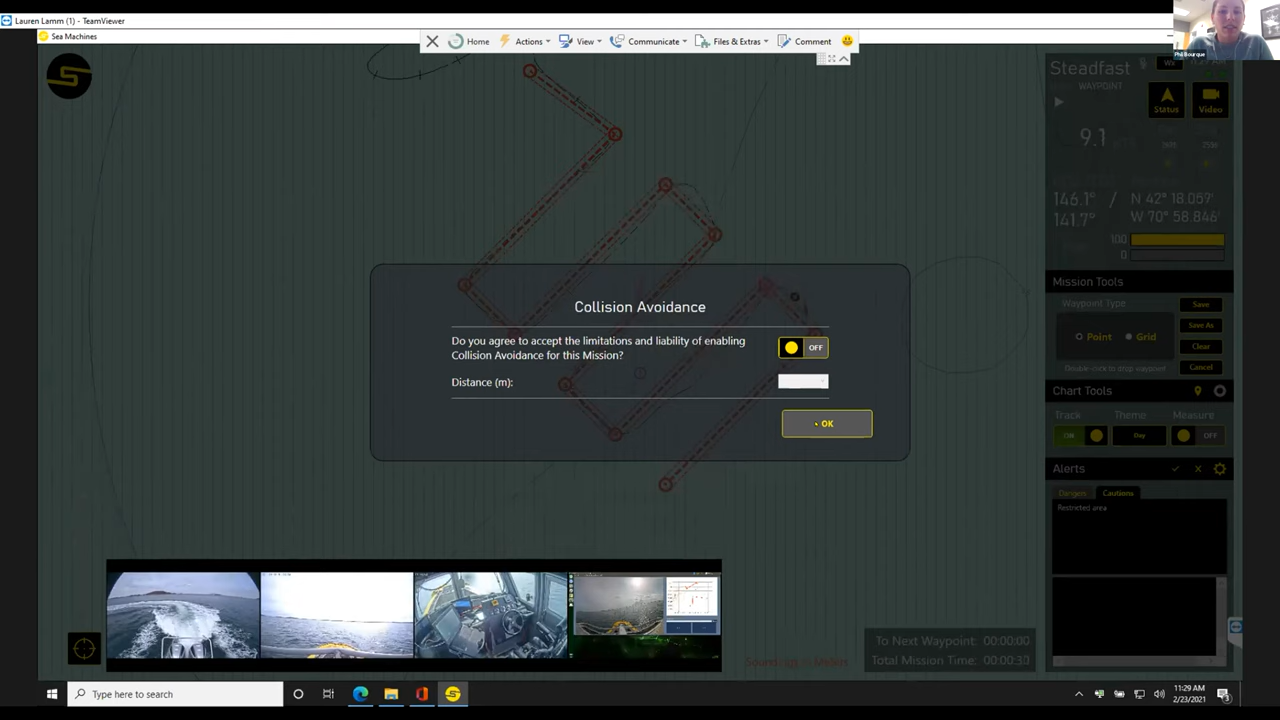 Lauren Lamm (1) - TeamViewer
Sea Machines
Home
Actions
View
Communicate
Files & Extras
Comment
Phil Bourque
Steadfast
Wx
WAYPOINT
Status
Video
9.1
146.1° /
141.7°
N 42° 18.059'
W 70° 58.846'
100
0
Mission Tools
Waypoint Type
Point
Grid
Double-click to drop waypoint
Save
Save As
Clear
Cancel
Chart Tools
Track
Theme
Measure
ON
Day
OFF
Alerts
Dangers
Cautions
Restricted area
Collision Avoidance
Do you agree to accept the limitations and liability of enabling
Collision Avoidance for this Mission?
OFF
Distance (m):
OK
To Next Waypoint: 00:00:00
Total Mission Time: 00:00:30
Type here to search
11:29 AM
2/23/2021